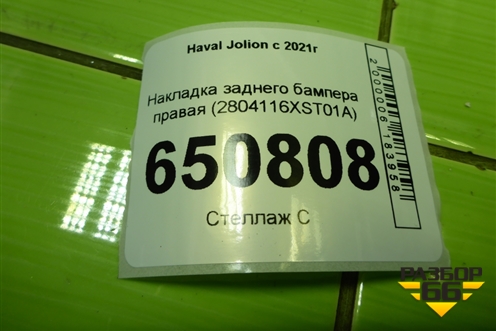 Haval Jolion с 2021г
Накладка заднего бампера
правая (2804116XST01A)
650808
Стеллаж С
2000006183958
РАЗБОР
66